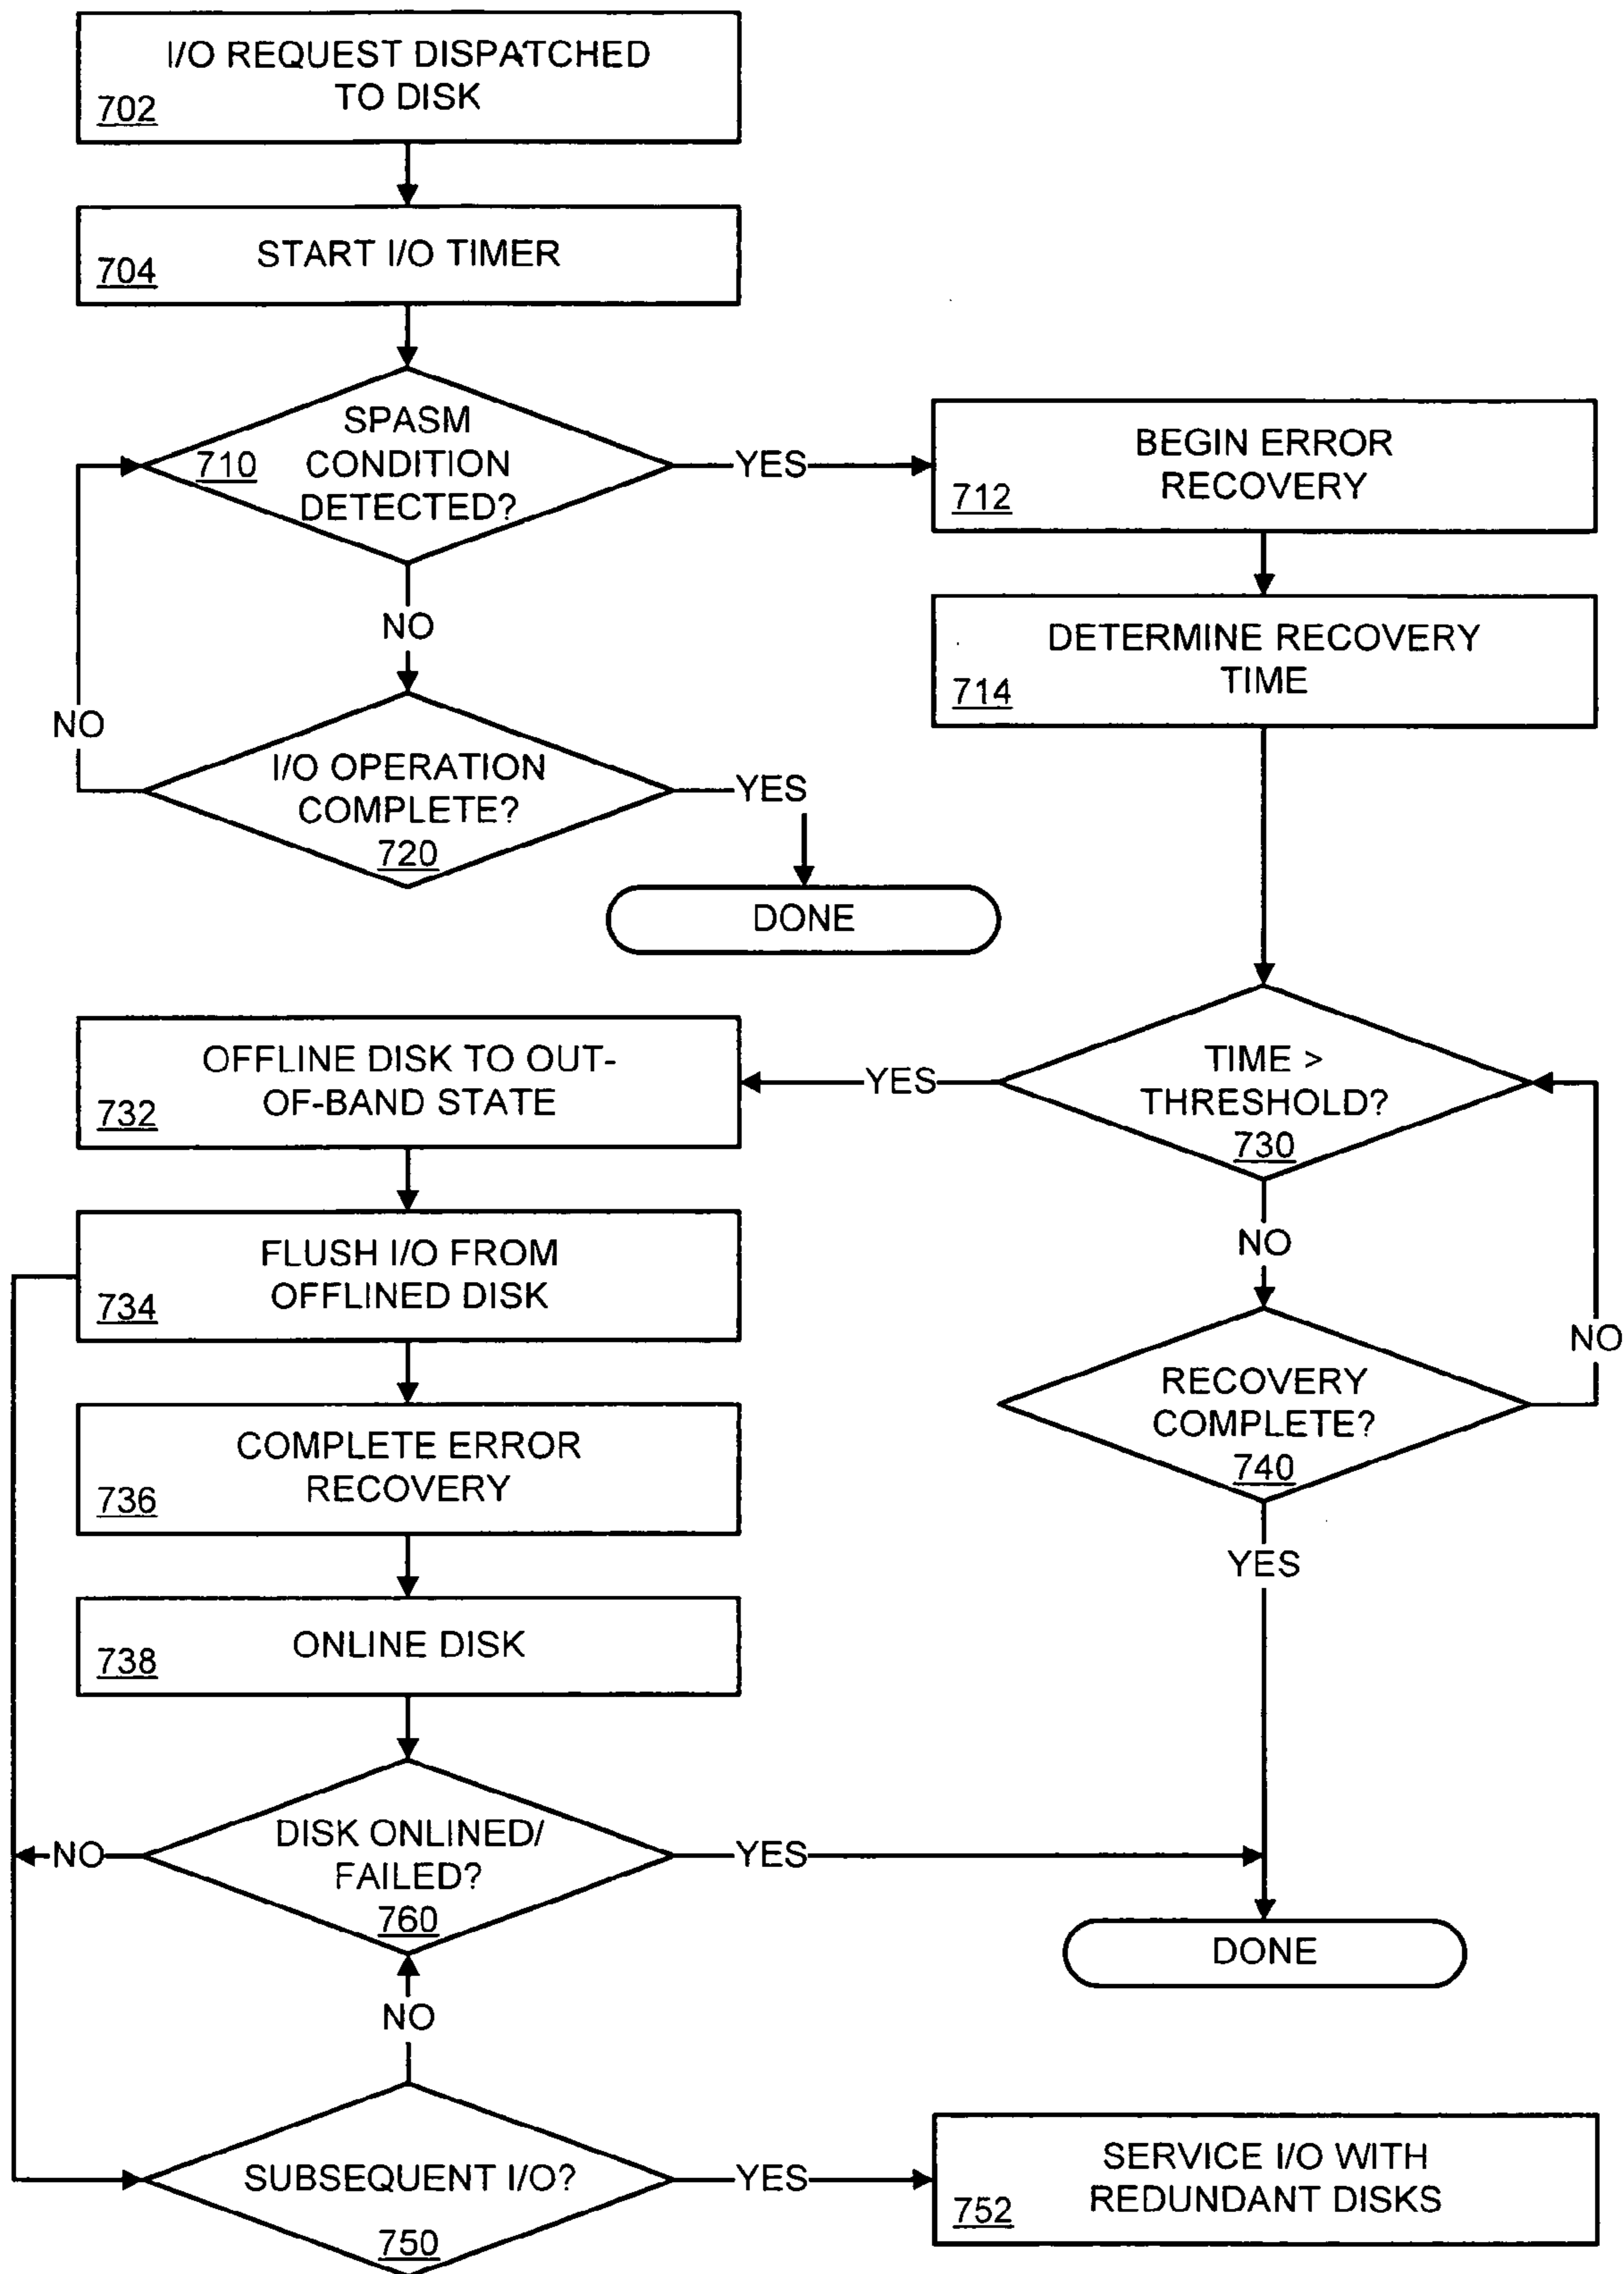 I/O REQUEST DISPATCHED
TO DISK
702
START I/O TIMER
704
SPASM
CONDITION
DETECTED?
710
YES
BEGIN ERROR
RECOVERY
712
NO
DETERMINE RECOVERY
TIME
714
NO
I/O OPERATION
COMPLETE?
720
YES
DONE
TIME >
THRESHOLD?
730
YES
OFFLINE DISK TO OUT-
OF-BAND STATE
732
NO
FLUSH I/O FROM
OFFLINED DISK
734
RECOVERY
COMPLETE?
740
NO
YES
COMPLETE ERROR
RECOVERY
736
ONLINE DISK
738
DISK ONLINED/
FAILED?
760
NO
YES
DONE
NO
SUBSEQUENT I/O?
750
YES
SERVICE I/O WITH
REDUNDANT DISKS
752